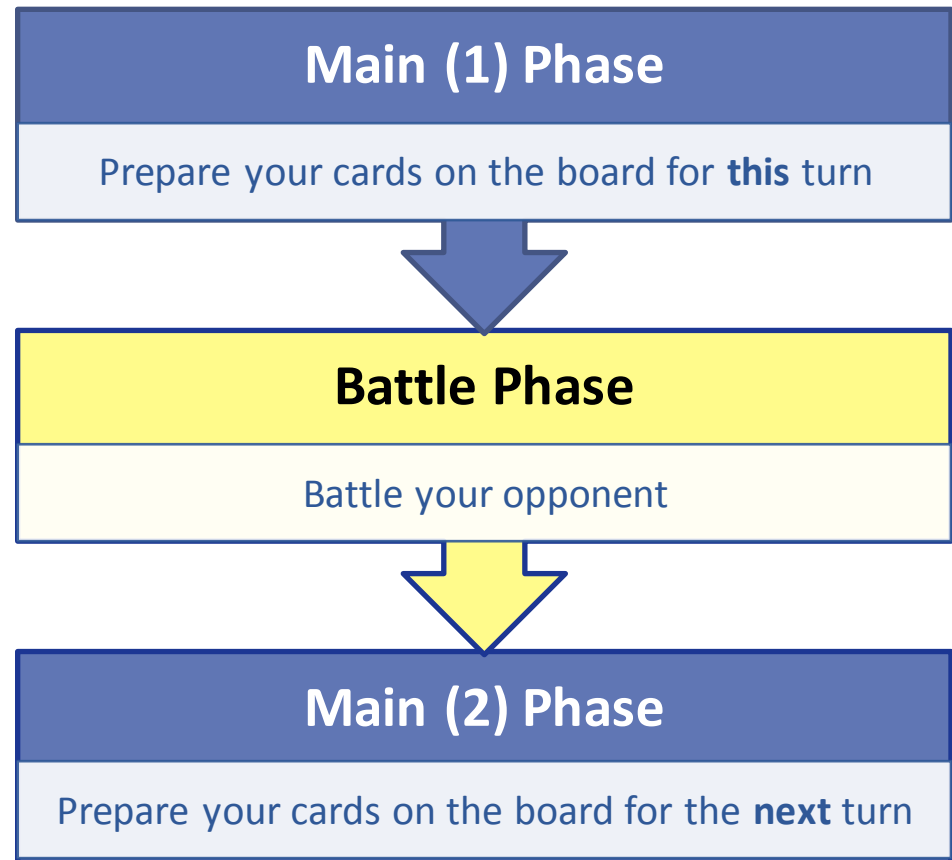 Main (1) Phase
Prepare your cards on the board for this turn
Battle Phase
Battle your opponent
Main (2) Phase
Prepare your cards on the board for the next turn